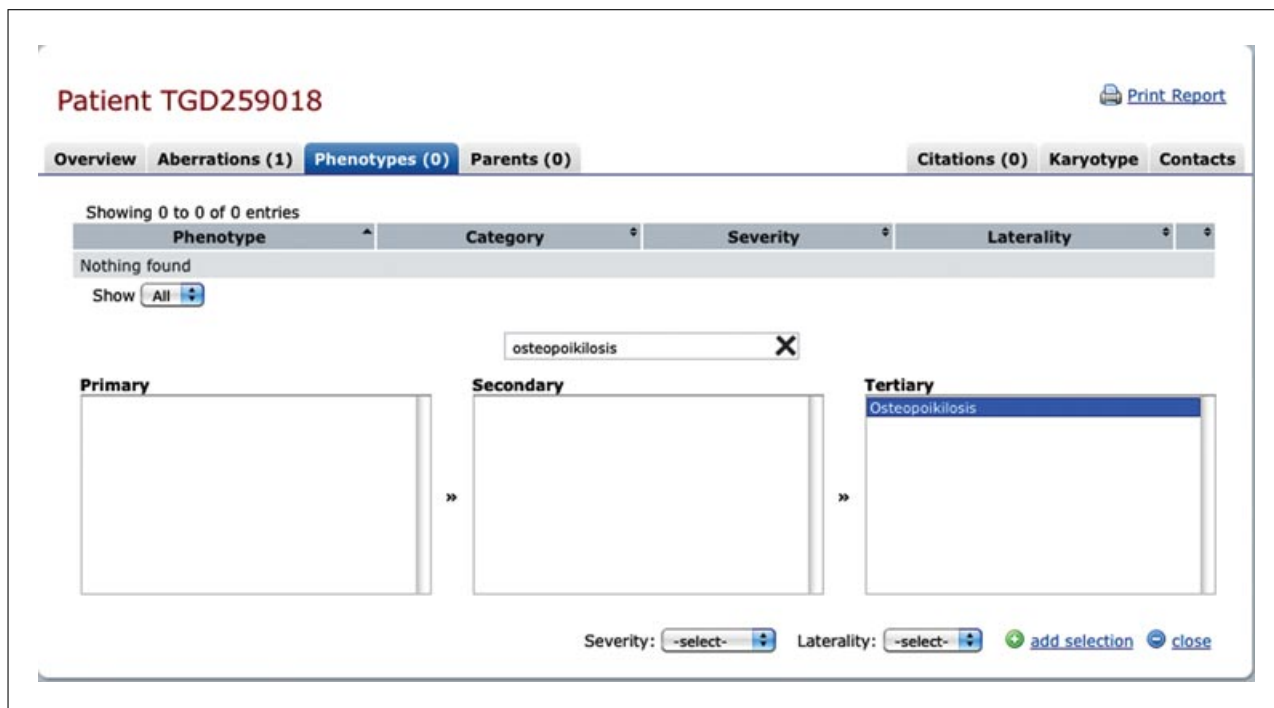 Patient TGD259018
Print Report
Overview Aberrations (1) Phenotypes (0) Parents (0) Citations (0) Karyotype Contacts
Showing 0 to 0 of 0 entries
Phenotype Category Severity Laterality
Nothing found
Show All
osteopoikilosis
Primary Secondary Tertiary
Osteopoikilosis
» »
Severity: -select- Laterality: -select- add selection close